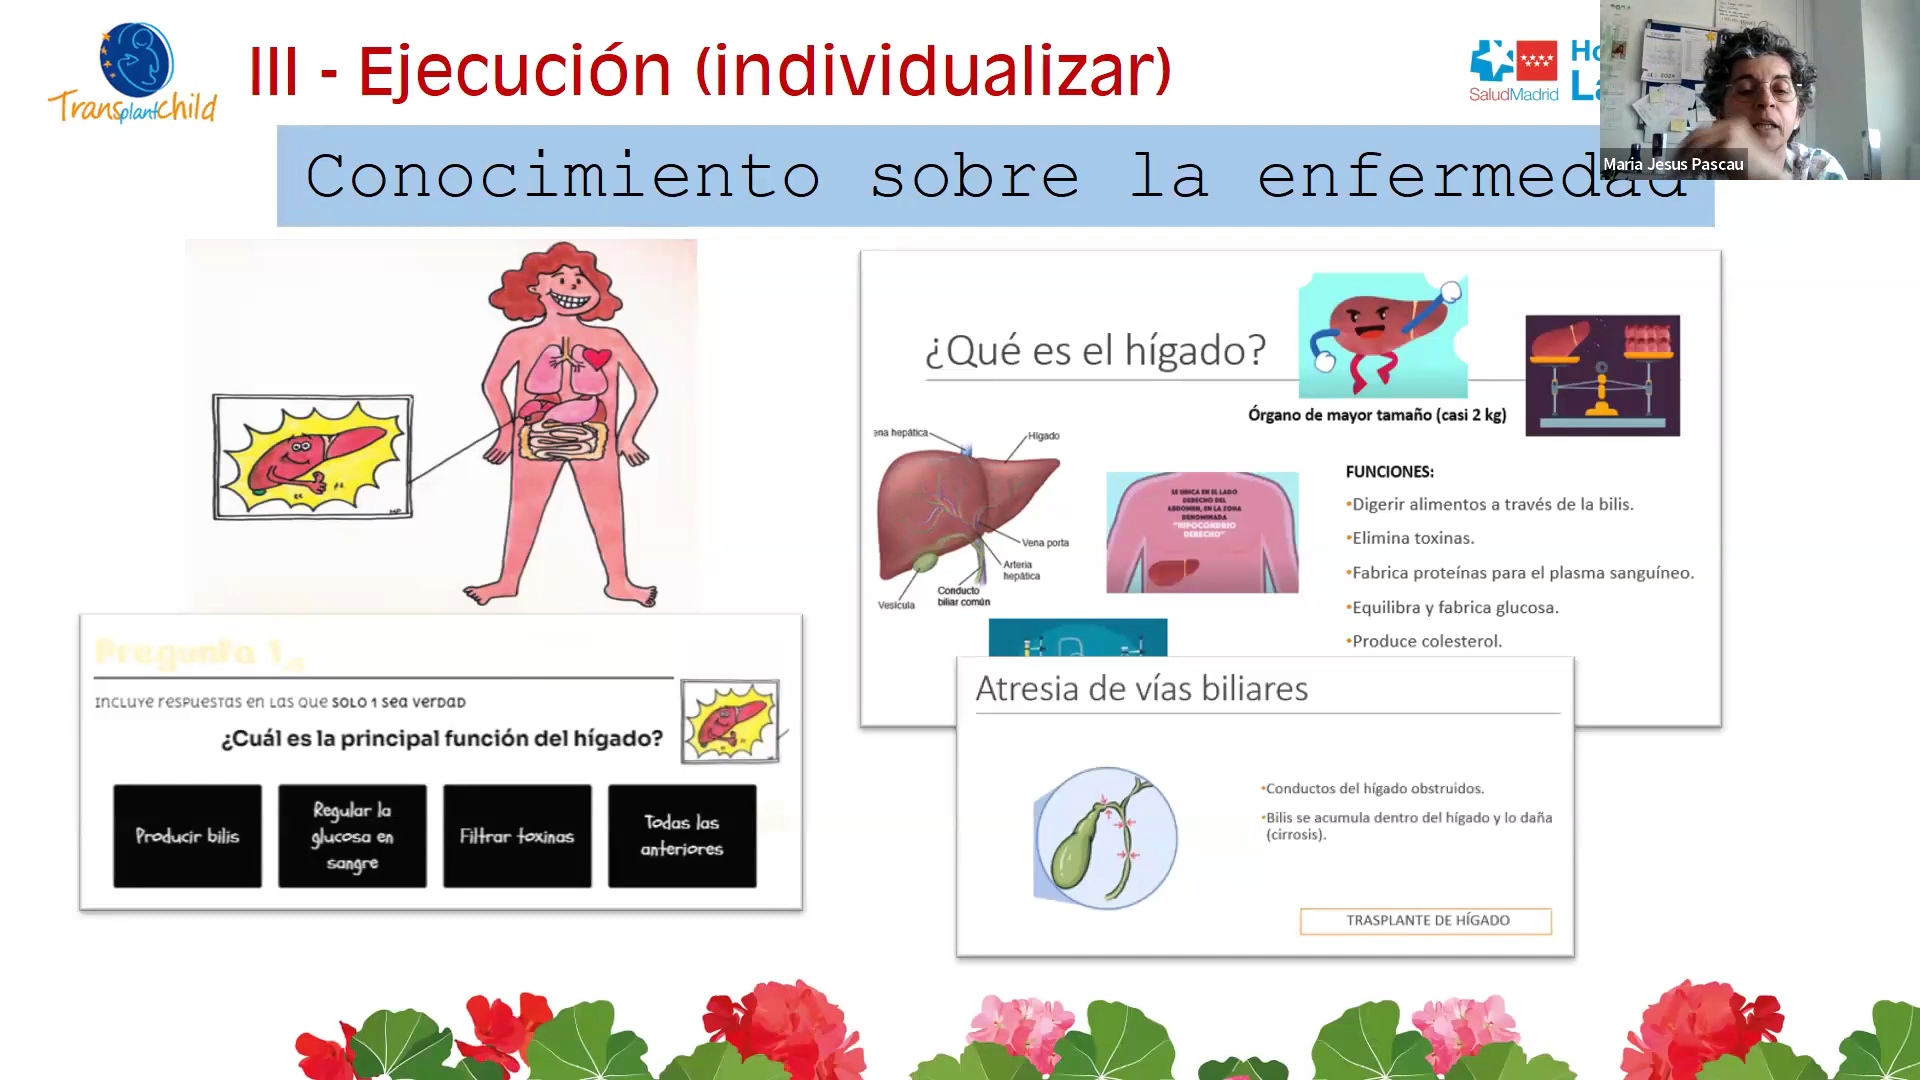 TransplantChild
III - Ejecución (individualizar)
SaludMadrid
Maria Jesus Pascau
Conocimiento sobre la enfermedad
¿Qué es el hígado?
Órgano de mayor tamaño (casi 2 kg)
ena hepática
Hígado
Vena porta
Arteria
hepática
Conducto
biliar común
Vesícula
SE UBICA EN EL LADO
DERECHO DEL
ABDOMEN, EN LA ZONA
DENOMINADA
"HIPOCONDRIO
DERECHO"
FUNCIONES:
•Digerir alimentos a través de la bilis.
•Elimina toxinas.
•Fabrica proteínas para el plasma sanguíneo.
•Equilibra y fabrica glucosa.
•Produce colesterol.
Pregunta 1
Incluye respuestas en las que solo 1 sea verdad
¿Cuál es la principal función del hígado?
Producir bilis
Regular la
glucosa en
sangre
Filtrar toxinas
Todas las
anteriores
Atresia de vías biliares
•Conductos del hígado obstruidos.
•Bilis se acumula dentro del hígado y lo daña
(cirrosis).
TRASPLANTE DE HÍGADO